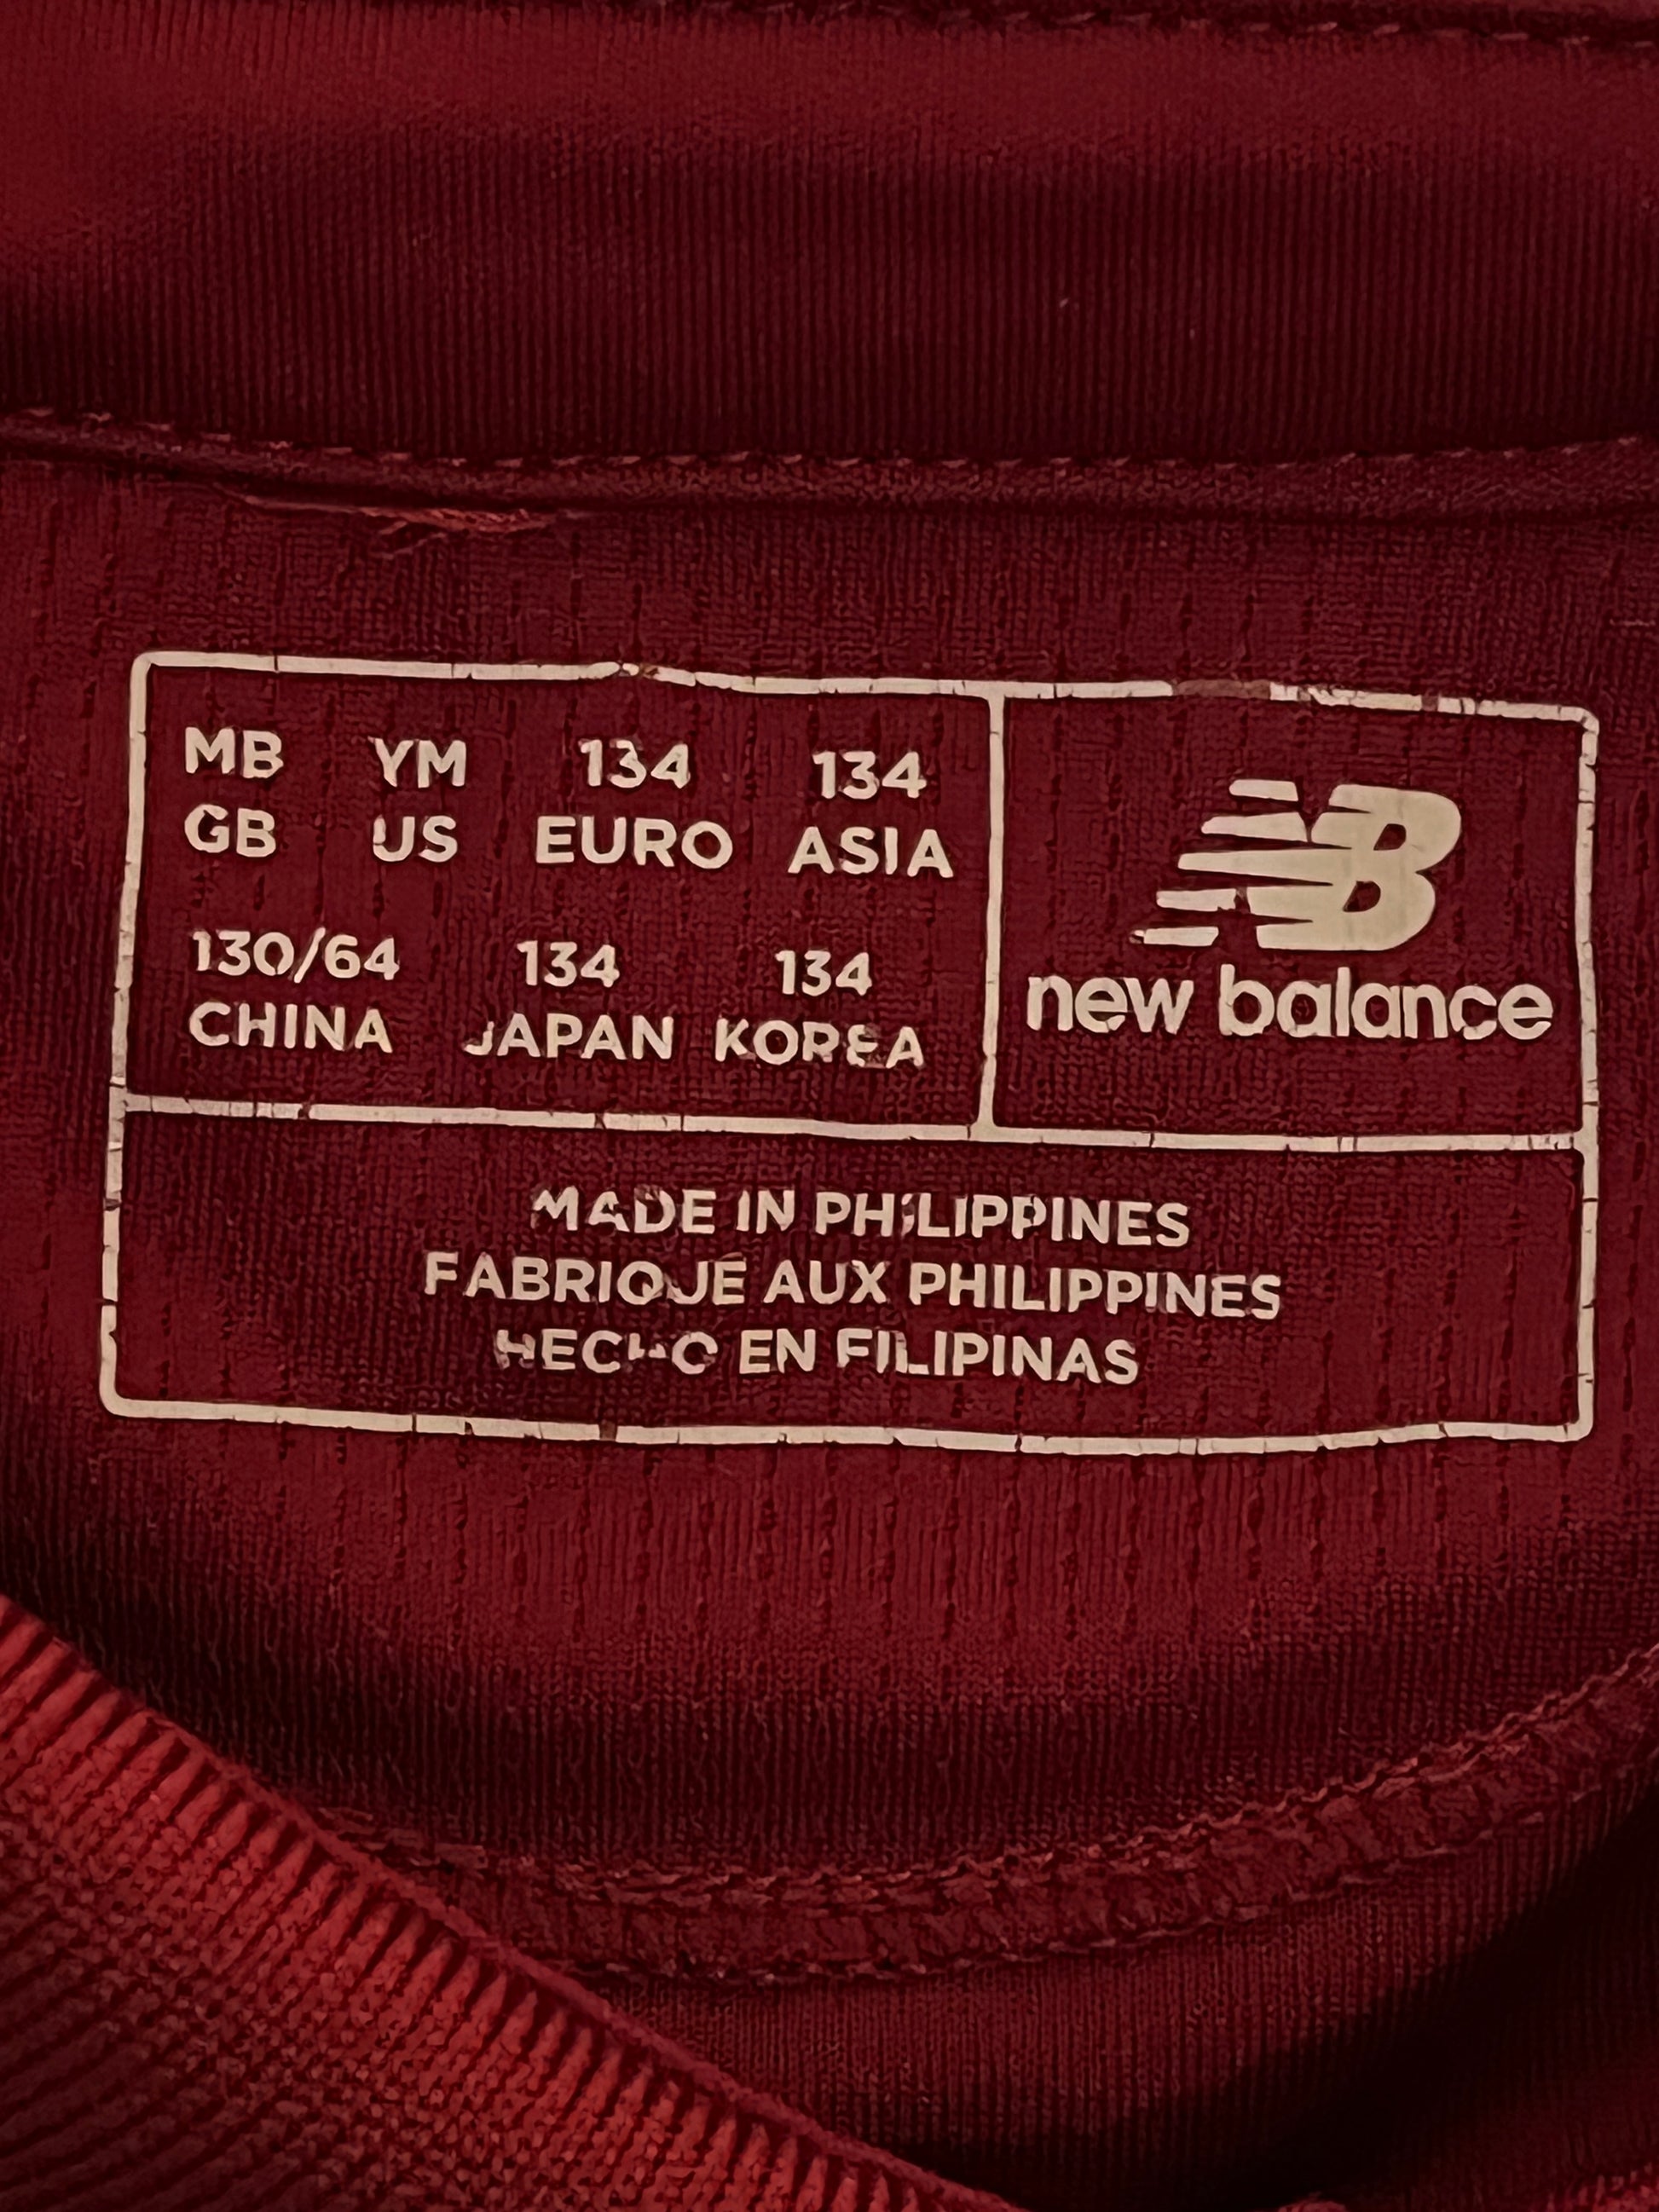 MB YM 134 134
GB US EURO ASIA
130/64 134 134
CHINA JAPAN KOREA
NB
new balance
MADE IN PHILIPPINES
FABRIQUÉ AUX PHILIPPINES
HECHO EN FILIPINAS